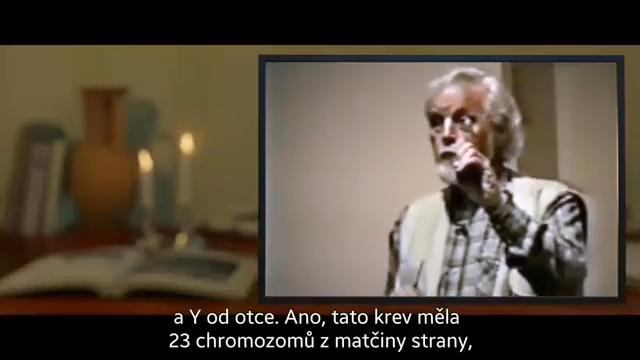 a Y od otce. Ano, tato krev měla
23 chromozomů z matčiny strany,